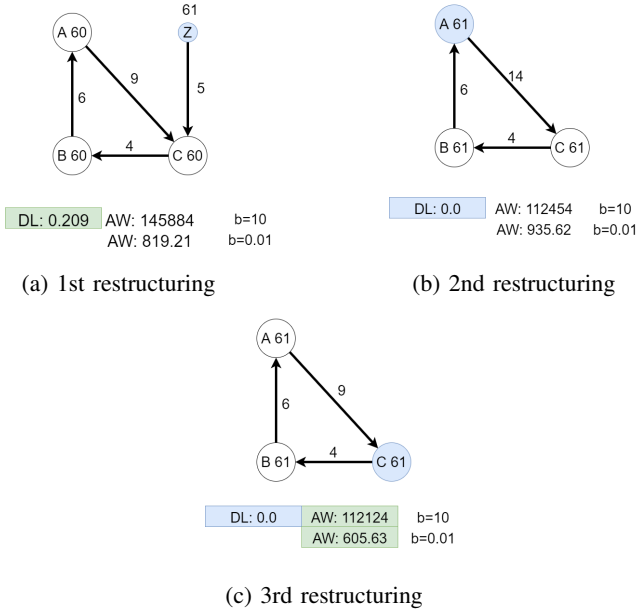 61
A 60
Z
9
5
6
B 60
4
C 60
DL: 0.209 AW: 145884 b=10
AW: 819.21 b=0.01
(a) 1st restructuring
A 61
14
6
B 61
4
C 61
DL: 0.0 AW: 112454 b=10
AW: 935.62 b=0.01
(b) 2nd restructuring
A 61
9
6
B 61
4
C 61
DL: 0.0 AW: 112124 b=10
AW: 605.63 b=0.01
(c) 3rd restructuring